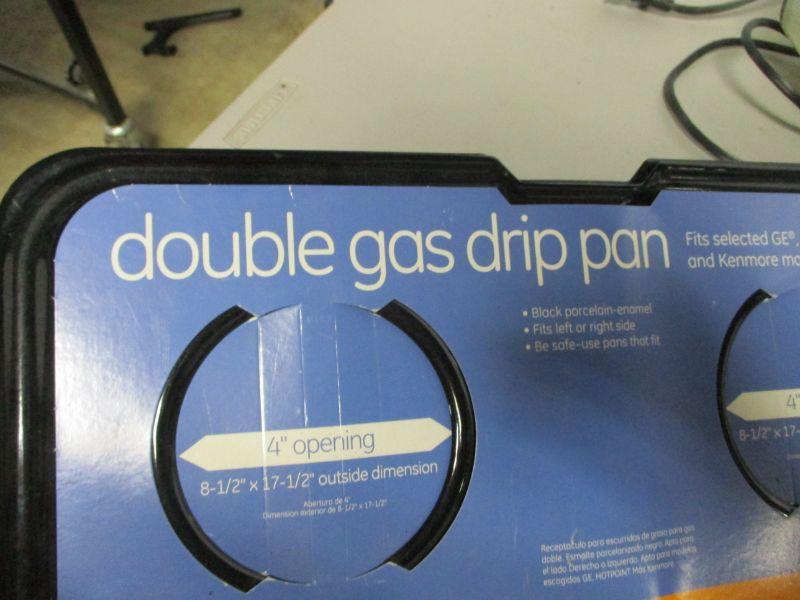 double gas drip pan
Fits selected GE®,
and Kenmore mo
• Black porcelain-enamel
• Fits left or right side
• Be safe-use pans that fit
4" opening
8-1/2" x 17-1/2" outside dimension
Abertura de 4"
Dimension exterior de 8-1/2" x 17-1/2"
4"
8-1/2" x 17-
Receptaculo para escurridos de grasa para gas
doble. Esmalte porcelanizado negro. Apto para
el lado Derecho o Izquierdo. Apto para modelos
escogidos GE, HOTPOINT Más Kenmore